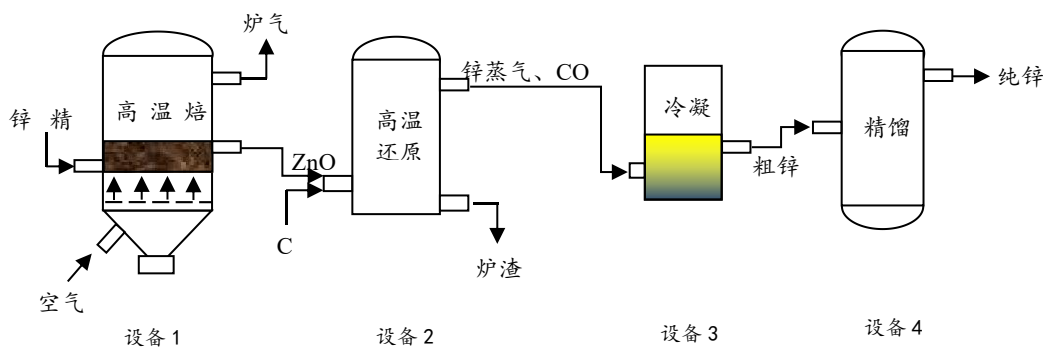 炉气
锌 精
高 温 焙
ZnO
C
空气
设备 1
高温
还原
锌蒸气、CO
炉渣
设备 2
冷凝
粗锌
设备 3
精馏
纯锌
设备 4